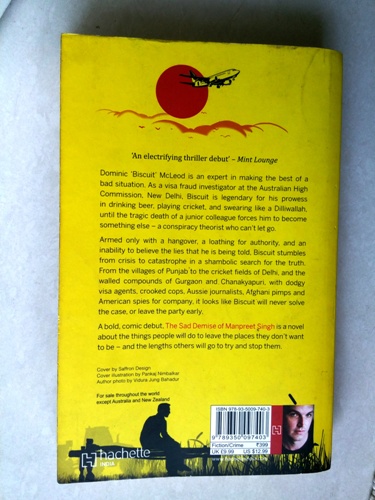 'An electrifying thriller debut' – Mint Lounge
Dominic 'Biscuit' McLeod is an expert in making the best of a
bad situation. As a visa fraud investigator at the Australian High
Commission, New Delhi, Biscuit is legendary for his prowess
in drinking beer, playing cricket, and swearing like a Dilliwallah,
until the tragic death of a junior colleague forces him to become
something else – a conspiracy theorist who can't let go.
Armed only with a hangover, a loathing for authority, and an
inability to believe the lies that he is being told, Biscuit stumbles
from crisis to catastrophe in a shambolic search for the truth.
From the villages of Punjab to the cricket fields of Delhi, and the
walled compounds of Gurgaon and Chanakyapuri, with dodgy
visa agents, crooked cops, Aussie journalists, Afghani pimps and
American spies for company, it looks like Biscuit will never solve
the case, or leave the party early.
A bold, comic debut, The Sad Demise of Manpreet Singh is a novel
about the things people will do to leave the places they don't want
to be – and the lengths others will go to try and stop them.
Cover by Saffron Design
Cover illustration by Pankaj Nimbalkar
Author photo by Vidura Jung Bahadur
For sale throughout the world
except Australia and New Zealand
ISBN 978-93-5009-740-3
9 789350 097403
Fiction/Crime ₹399
UK £9.99 US $12.99
H hachette
INDIA